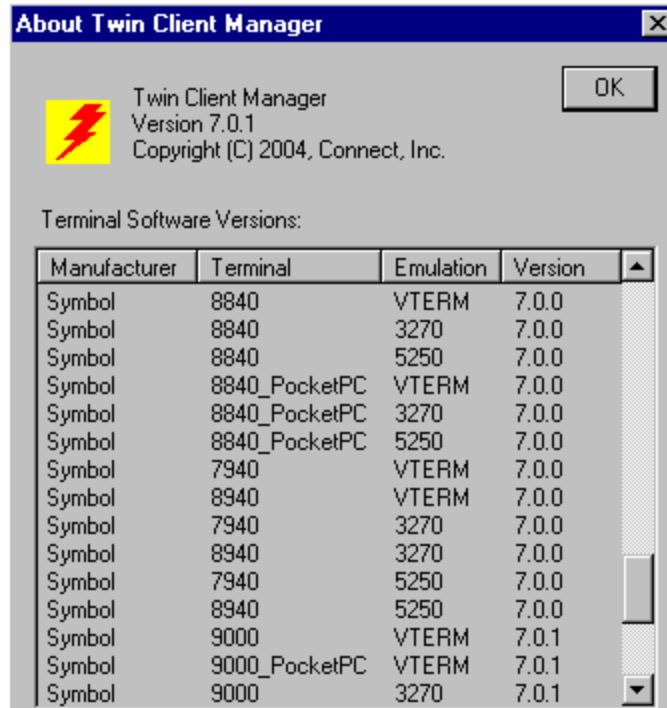 About Twin Client Manager
OK
Twin Client Manager
Version 7.0.1
Copyright (C) 2004, Connect, Inc.
Terminal Software Versions:
Manufacturer Terminal Emulation Version
Symbol 8840 VTERM 7.0.0
Symbol 8840 3270 7.0.0
Symbol 8840 5250 7.0.0
Symbol 8840_PocketPC VTERM 7.0.0
Symbol 8840_PocketPC 3270 7.0.0
Symbol 8840_PocketPC 5250 7.0.0
Symbol 7940 VTERM 7.0.0
Symbol 8940 VTERM 7.0.0
Symbol 7940 3270 7.0.0
Symbol 8940 3270 7.0.0
Symbol 7940 5250 7.0.0
Symbol 8940 5250 7.0.0
Symbol 9000 VTERM 7.0.1
Symbol 9000_PocketPC VTERM 7.0.1
Symbol 9000 3270 7.0.1